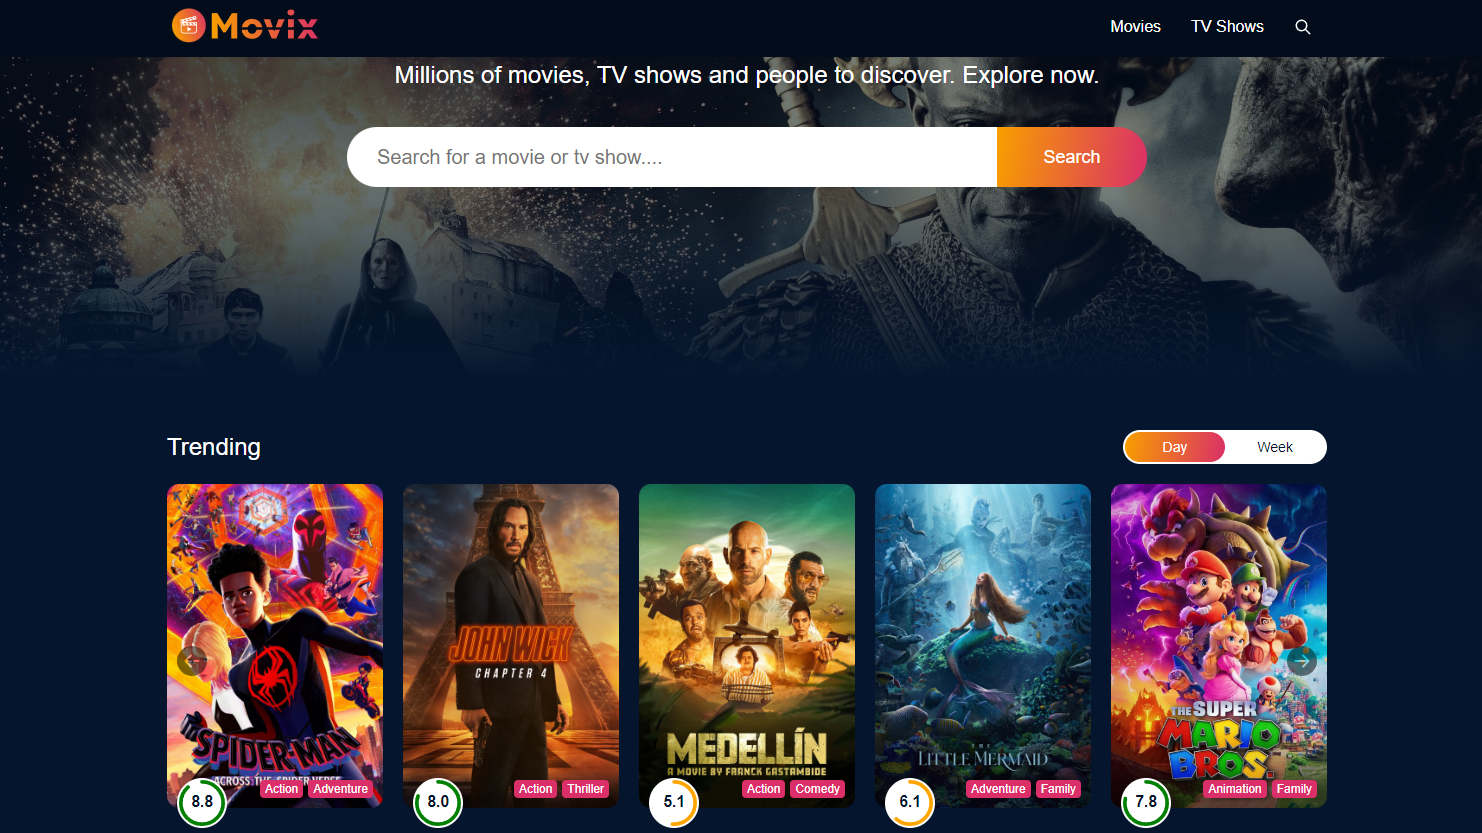 Movix
Movies TV Shows
Millions of movies, TV shows and people to discover. Explore now.
Search for a movie or tv show.... Search
Trending
Day Week
SPIDER-MAN
ACROSS THE SPIDER-VERSE
8.8
Action Adventure
JOHN WICK
CHAPTER 4
8.0
Action Thriller
MEDELLÍN
A MOVIE BY FRANCK GASTAMBIDE
5.1
Action Comedy
THE
LITTLE MERMAID
6.1
Adventure Family
THE SUPER
MARIO
BROS.
7.8
Animation Family